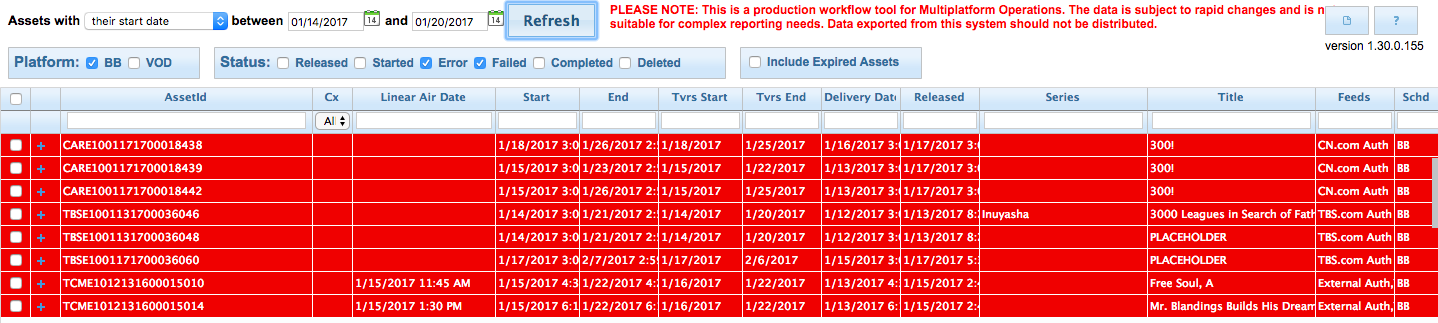 Assets with their start date between 01/14/2017 14 and 01/20/2017 14 Refresh
PLEASE NOTE: This is a production workflow tool for Multiplatform Operations. The data is subject to rapid changes and is
suitable for complex reporting needs. Data exported from this system should not be distributed.
?
version 1.30.0.155
Platform: BB VOD Status: Released Started Error Failed Completed Deleted Include Expired Assets
AssetId Cx Linear Air Date Start End Tvrs Start Tvrs End Delivery Date Released Series Title Feeds Schd
All
+ CARE1001171700018438 1/18/2017 3:0 1/26/2017 2: 1/18/2017 1/25/2017 1/16/2017 3:0 1/17/2017 3:0 300! CN.com Auth BB
+ CARE1001171700018439 1/15/2017 3:0 1/23/2017 2: 1/15/2017 1/22/2017 1/13/2017 3:0 1/17/2017 3:0 300! CN.com Auth BB
+ CARE1001171700018442 1/15/2017 3:0 1/26/2017 2: 1/15/2017 1/25/2017 1/13/2017 3:0 1/17/2017 3:0 300! CN.com Auth BB
+ TBSE1001131700036046 1/14/2017 3:0 1/21/2017 2: 1/14/2017 1/20/2017 1/12/2017 3:0 1/13/2017 8: Inuyasha 3000 Leagues in Search of Fath TBS.com Auth BB
+ TBSE1001131700036048 1/14/2017 3:0 1/21/2017 2: 1/14/2017 1/20/2017 1/12/2017 3:0 1/13/2017 8: PLACEHOLDER TBS.com Auth BB
+ TBSE1001131700036060 1/17/2017 3:0 2/7/2017 2:59 1/17/2017 2/6/2017 1/15/2017 3:0 1/17/2017 5: PLACEHOLDER TBS.com Auth BB
+ TCME1012131600015010 1/15/2017 11:45 AM 1/15/2017 4:3 1/22/2017 4: 1/16/2017 1/22/2017 1/13/2017 4: 1/15/2017 2:4 Free Soul, A External Auth, BB
+ TCME1012131600015014 1/15/2017 1:30 PM 1/15/2017 6:1 1/22/2017 6: 1/16/2017 1/22/2017 1/13/2017 6: 1/15/2017 2:4 Mr. Blandings Builds His Dream External Auth, BB